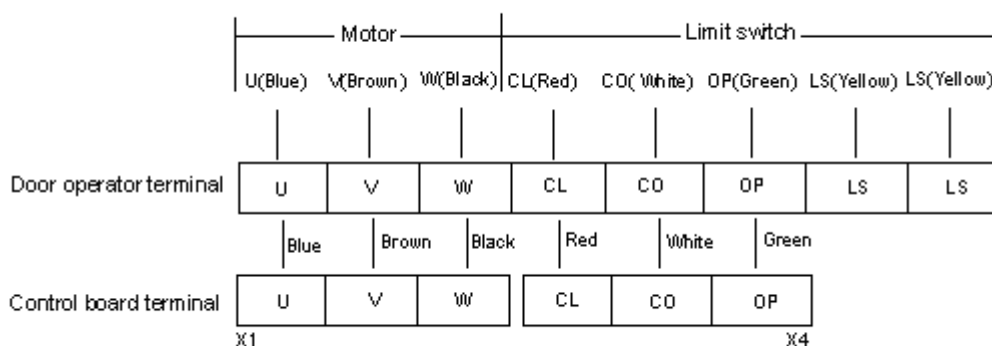 Motor Limit switch
U(Blue) V(Brown) W(Black) CL(Red) CO( White) OP(Green) LS(Yellow) LS(Yellow)
Door operator terminal U V W CL CO OP LS LS
Blue Brown Black Red White Green
Control board terminal U V W CL CO OP
X1 X4